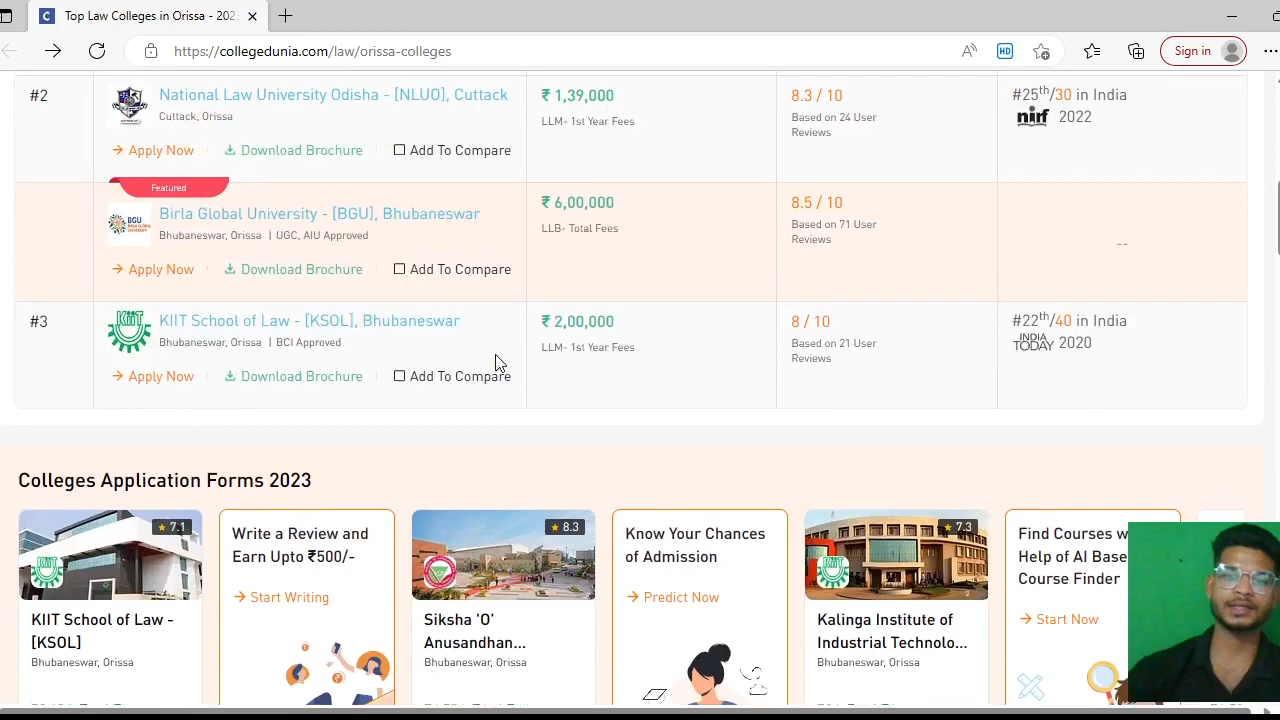 Top Law Colleges in Orissa - 202
https://collegedunia.com/law/orissa-colleges
HD
Sign in
#2
National Law University Odisha - [NLUO], Cuttack
Cuttack, Orissa
Apply Now
Download Brochure
Add To Compare
₹ 1,39,000
LLM- 1st Year Fees
8.3 / 10
Based on 24 User
Reviews
#25th/30 in India
nirf 2022
Featured
BGU
BIRLA GLOBAL
UNIVERSITY
Birla Global University - [BGU], Bhubaneswar
Bhubaneswar, Orissa | UGC, AIU Approved
Apply Now
Download Brochure
Add To Compare
₹ 6,00,000
LLB- Total Fees
8.5 / 10
Based on 71 User
Reviews
--
#3
KIIT
KIIT School of Law - [KSOL], Bhubaneswar
Bhubaneswar, Orissa | BCI Approved
Apply Now
Download Brochure
Add To Compare
₹ 2,00,000
LLM- 1st Year Fees
8 / 10
Based on 21 User
Reviews
#22th/40 in India
INDIA
TODAY 2020
Colleges Application Forms 2023
7.1
KIIT School of Law -
[KSOL]
Bhubaneswar, Orissa
Write a Review and
Earn Upto ₹500/-
Start Writing
8.3
Siksha 'O'
Anusandhan...
Bhubaneswar, Orissa
Know Your Chances
of Admission
Predict Now
7.3
Kalinga Institute of
Industrial Technolo...
Bhubaneswar, Orissa
Find Courses w
Help of AI Base
Course Finder
Start Now